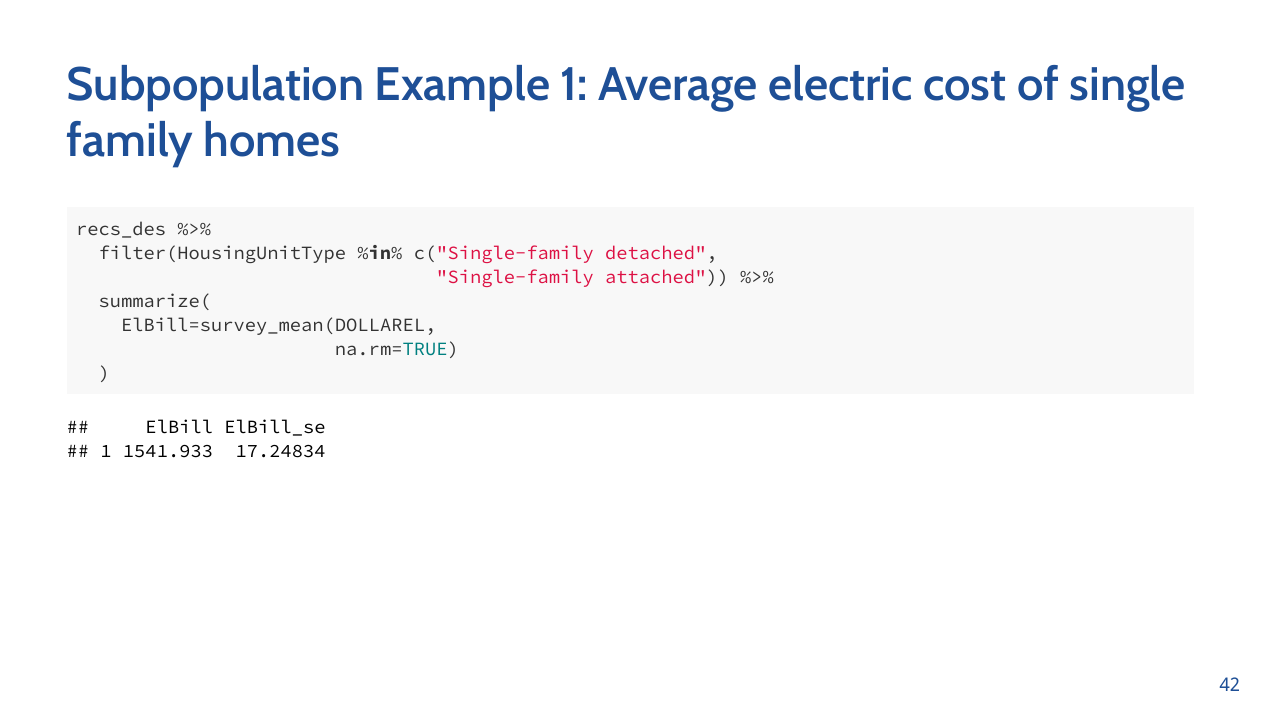 Subpopulation Example 1: Average electric cost of single
family homes
recs_des %>%
  filter(HousingUnitType %in% c("Single-family detached",
                                "Single-family attached")) %>%
  summarize(
    ElBill=survey_mean(DOLLAREL,
                       na.rm=TRUE)
  )
##     ElBill ElBill_se
## 1 1541.933  17.24834
42